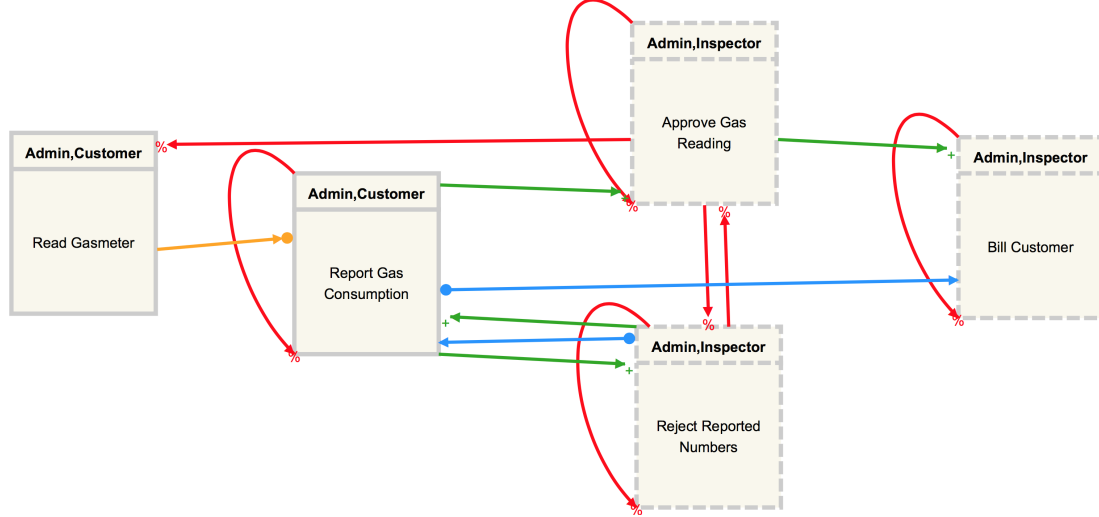 Admin,Inspector
Approve Gas
Reading
%
%
%
Admin,Customer
Read Gasmeter
%
Admin,Customer
Report Gas
Consumption
%
+
+
Admin,Inspector
Bill Customer
+
%
%
Admin,Inspector
Reject Reported
Numbers
+
%